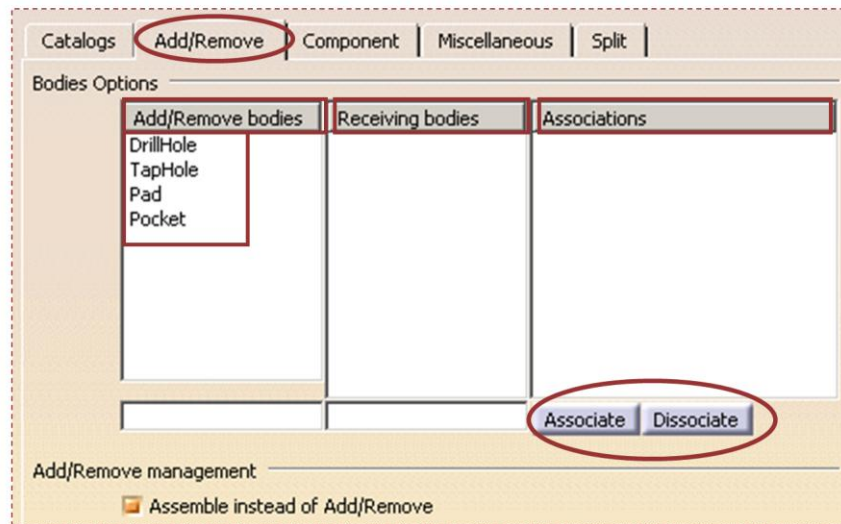 Catalogs Add/Remove Component Miscellaneous Split
Bodies Options
Add/Remove bodies Receiving bodies Associations
DrillHole
TapHole
Pad
Pocket
Associate Dissociate
Add/Remove management
Assemble instead of Add/Remove